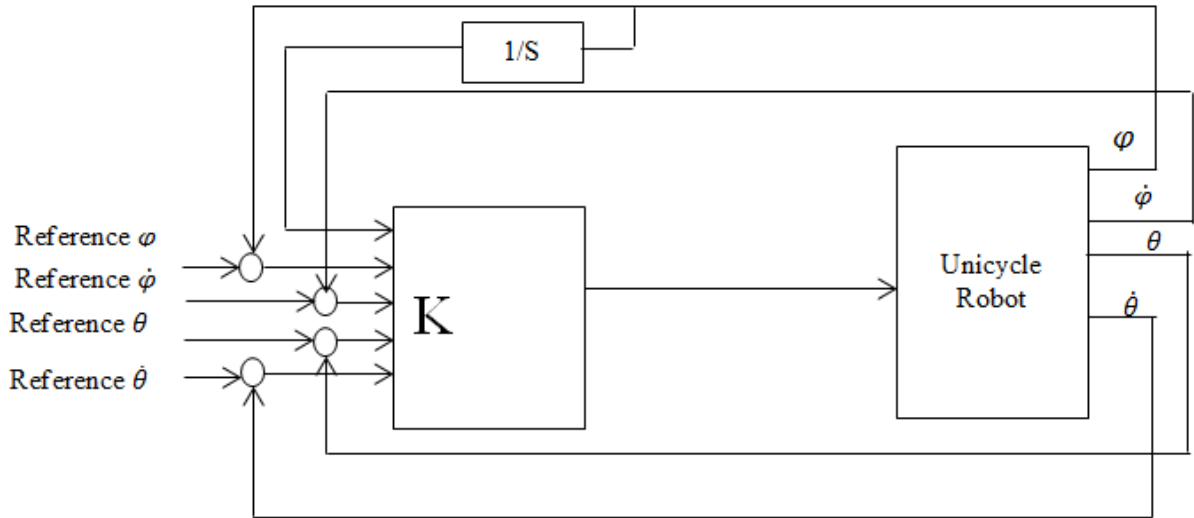 1/S
φ
φ̇
θ
θ̇
Unicycle
Robot
K
Reference φ
Reference φ̇
Reference θ
Reference θ̇